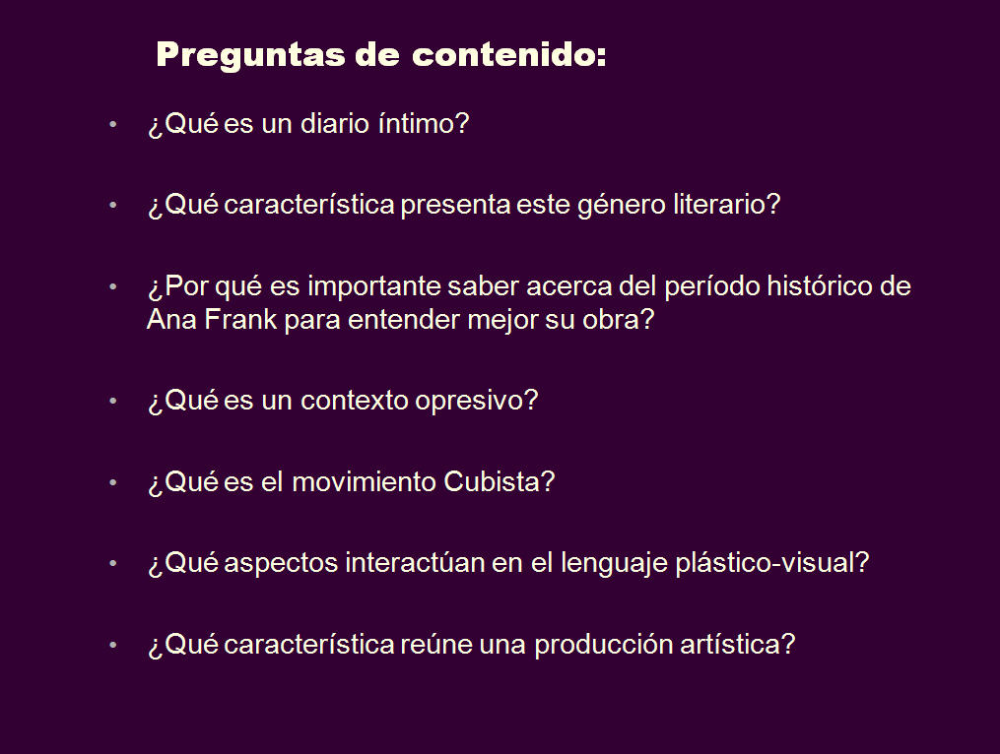 Preguntas de contenido:
• ¿Qué es un diario íntimo?
• ¿Qué característica presenta este género literario?
• ¿Por qué es importante saber acerca del período histórico de
Ana Frank para entender mejor su obra?
• ¿Qué es un contexto opresivo?
• ¿Qué es el movimiento Cubista?
• ¿Qué aspectos interactúan en el lenguaje plástico-visual?
• ¿Qué característica reúne una producción artística?